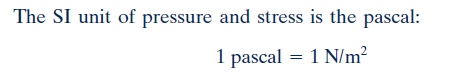 The SI unit of pressure and stress is the pascal:
1 pascal = 1 N/m²